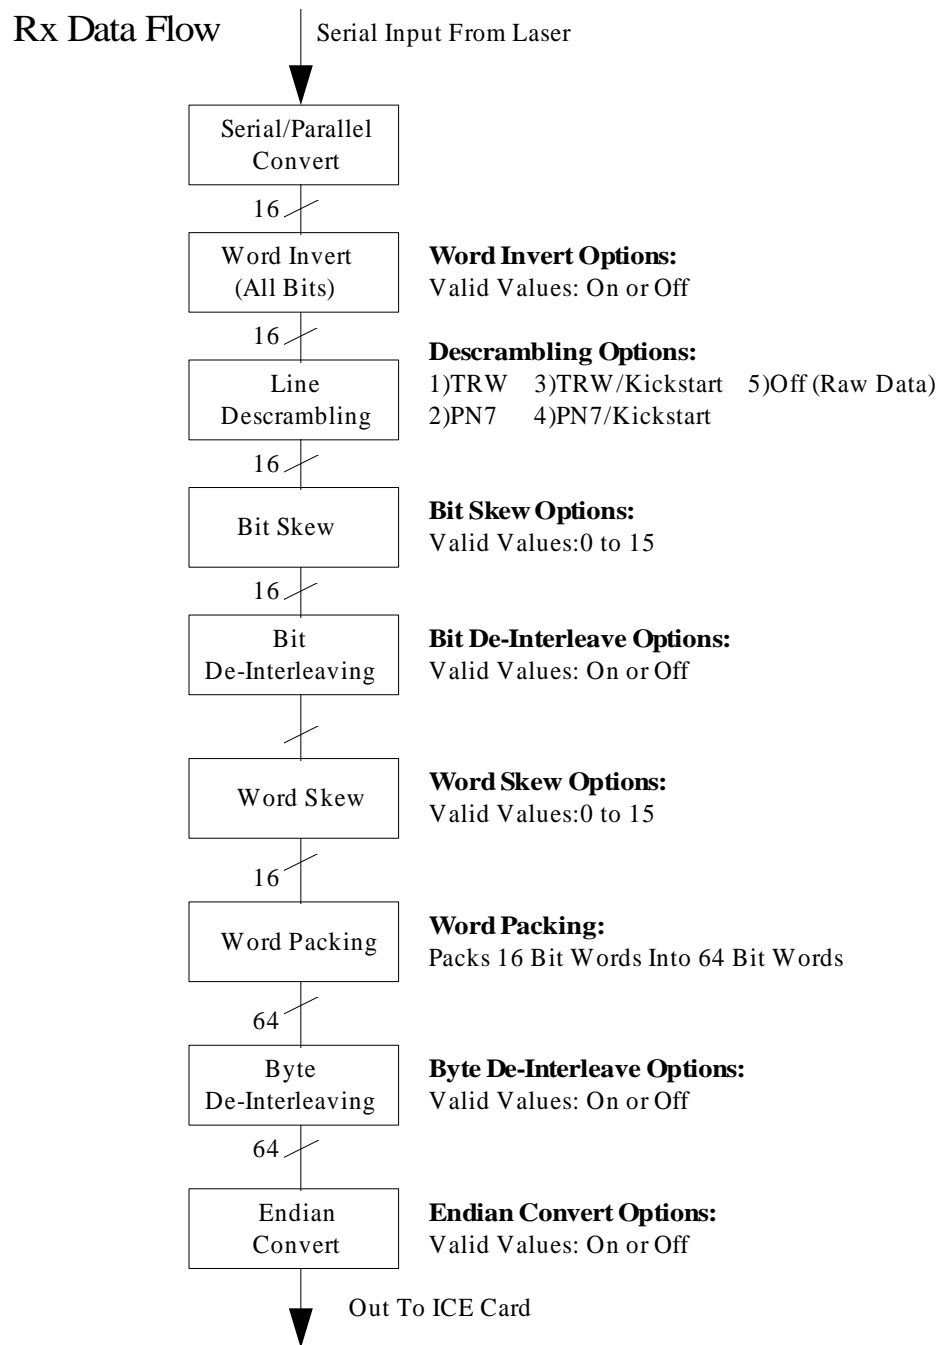 Rx Data Flow
Serial Input From Laser
Serial/Parallel
Convert
16
Word Invert
(All Bits)
Word Invert Options:
Valid Values: On or Off
16
Line
Descrambling
Descrambling Options:
1)TRW 3)TRW/Kickstart 5)Off (Raw Data)
2)PN7 4)PN7/Kickstart
16
Bit Skew
Bit Skew Options:
Valid Values:0 to 15
16
Bit
De-Interleaving
Bit De-Interleave Options:
Valid Values: On or Off
Word Skew
Word Skew Options:
Valid Values:0 to 15
16
Word Packing
Word Packing:
Packs 16 Bit Words Into 64 Bit Words
64
Byte
De-Interleaving
Byte De-Interleave Options:
Valid Values: On or Off
64
Endian
Convert
Endian Convert Options:
Valid Values: On or Off
Out To ICE Card